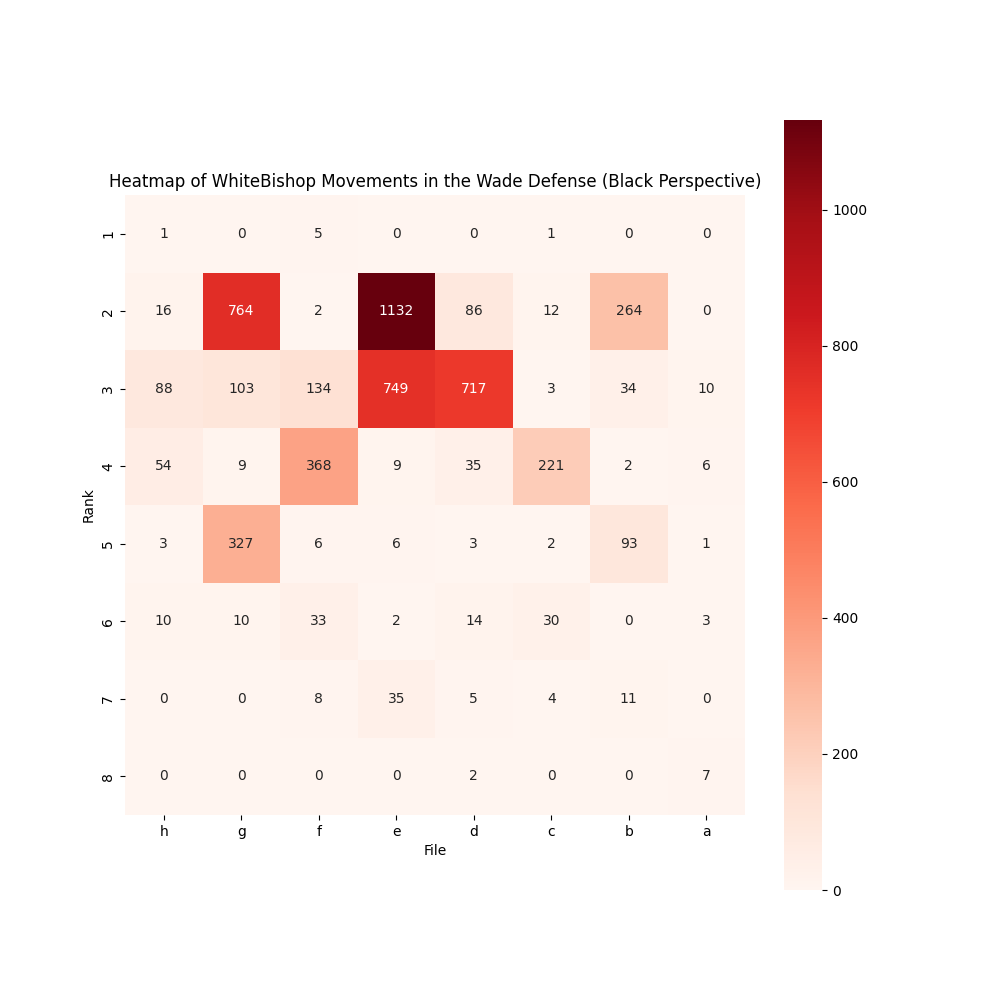 Heatmap of WhiteBishop Movements in the Wade Defense (Black Perspective)
1 1 0 5 0 0 1 0 0
2 16 764 2 1132 86 12 264 0
3 88 103 134 749 717 3 34 10
4 54 9 368 9 35 221 2 6
5 3 327 6 6 3 2 93 1
6 10 10 33 2 14 30 0 3
7 0 0 8 35 5 4 11 0
8 0 0 0 0 2 0 0 7
h g f e d c b a
File
Rank
1000
800
600
400
200
0